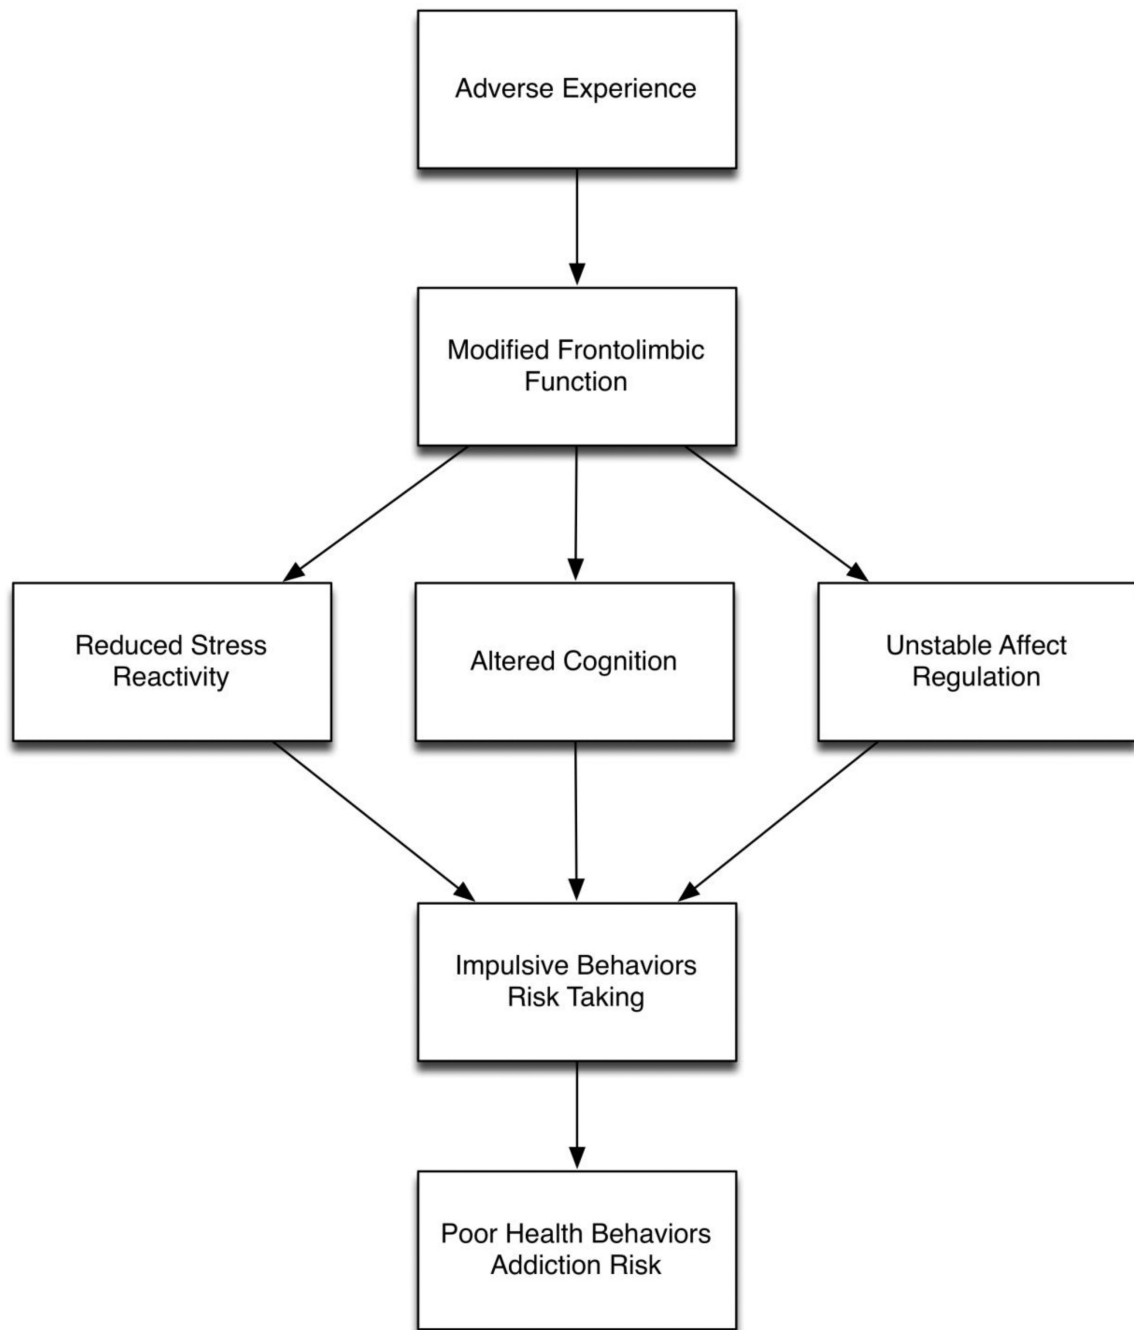 Adverse Experience
Modified Frontolimbic
Function
Reduced Stress
Reactivity
Altered Cognition
Unstable Affect
Regulation
Impulsive Behaviors
Risk Taking
Poor Health Behaviors
Addiction Risk